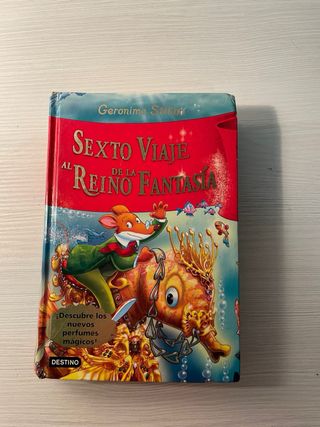 Geronimo Stilton
SEXTO VIAJE
AL REINO DE LA FANTASÍA
¡Descubre los
nuevos
perfumes
mágicos!
DESTINO